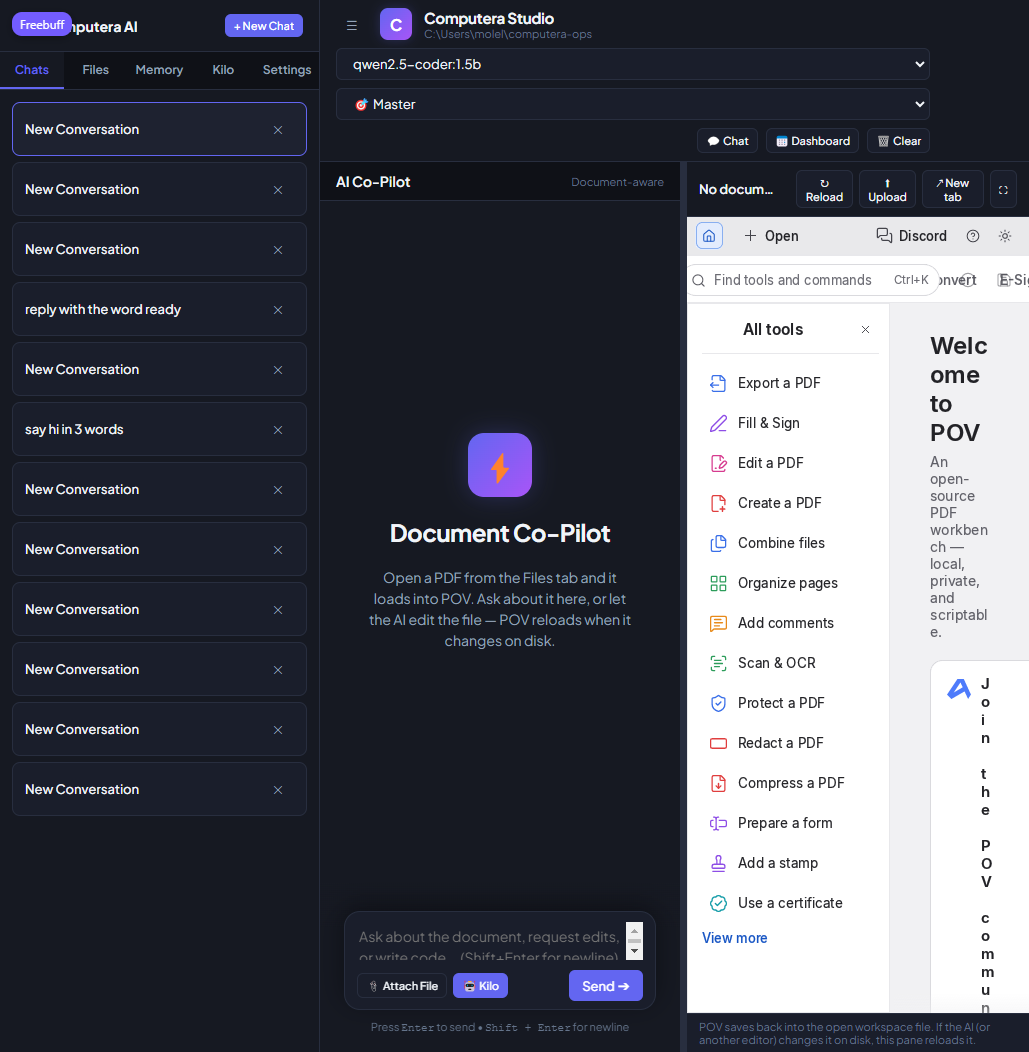 Freebuff
mputera AI
+ New Chat
Chats
Files
Memory
Kilo
Settings
New Conversation
New Conversation
New Conversation
reply with the word ready
New Conversation
say hi in 3 words
New Conversation
New Conversation
New Conversation
New Conversation
New Conversation
New Conversation
C
Computera Studio
C:\Users\molel\computera-ops
qwen2.5-coder:1.5b
Master
Chat
Dashboard
Clear
AI Co-Pilot
Document-aware
Document Co-Pilot
Open a PDF from the Files tab and it
loads into POV. Ask about it here, or let
the AI edit the file — POV reloads when it
changes on disk.
Ask about the document, request edits,
or write code... (Shift+Enter for newline)
Attach File
Kilo
Send ➔
Press Enter to send • Shift + Enter for newline
No docum...
↻
Reload
⬆
Upload
↗ New
tab
⛶
Open
Discord
Find tools and commands
Ctrl+K
onvert
E-Si
All tools
Export a PDF
Fill & Sign
Edit a PDF
Create a PDF
Combine files
Organize pages
Add comments
Scan & OCR
Protect a PDF
Redact a PDF
Compress a PDF
Prepare a form
Add a stamp
Use a certificate
View more
Welc
ome
to
POV
An
open-
source
PDF
workben
ch —
local,
private,
and
scriptabl
e.
J
o
i
n
t
h
e
P
O
V
c
o
m
m
u
n
POV saves back into the open workspace file. If the AI (or
another editor) changes it on disk, this pane reloads it.